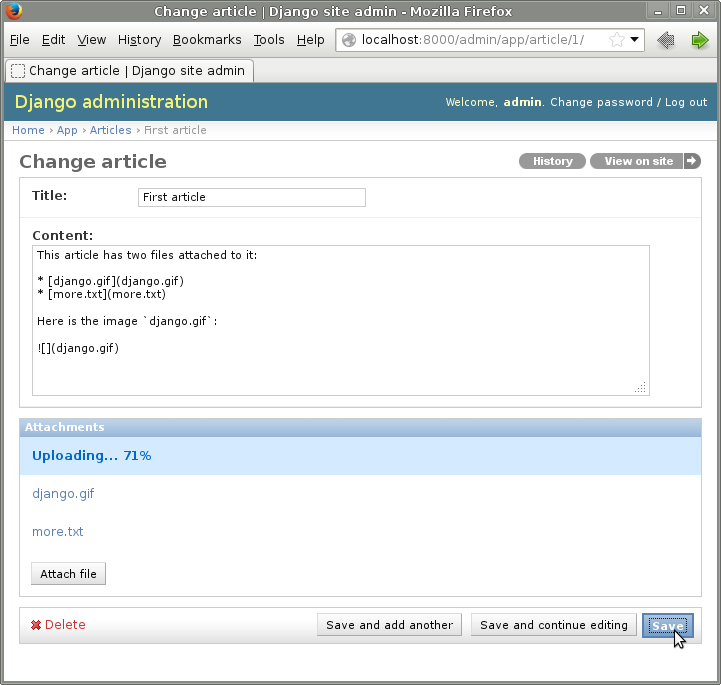 Change article | Django site admin - Mozilla Firefox
File Edit View History Bookmarks Tools Help localhost:8000/admin/app/article/1/
Change article | Django site admin
Django administration Welcome, admin. Change password / Log out
Home › App › Articles › First article
Change article History View on site
Title: First article
Content:
This article has two files attached to it:
* [django.gif](django.gif)
* [more.txt](more.txt)
Here is the image `django.gif`:
![](django.gif)
Attachments
Uploading... 71%
django.gif
more.txt
Attach file
Delete Save and add another Save and continue editing Save